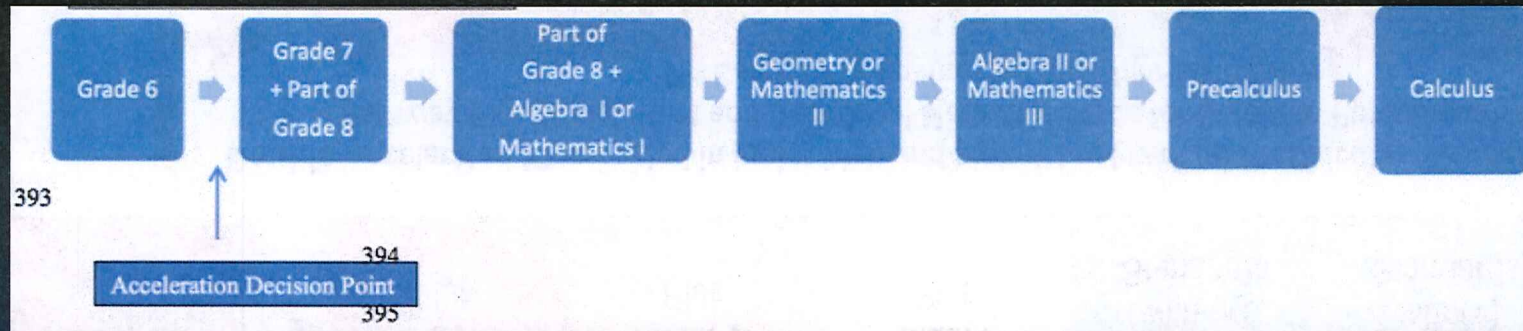 Grade 6
Grade 7
+ Part of
Grade 8
Part of
Grade 8 +
Algebra I or
Mathematics I
Geometry or
Mathematics
II
Algebra II or
Mathematics
III
Precalculus
Calculus
393
394
Acceleration Decision Point
395